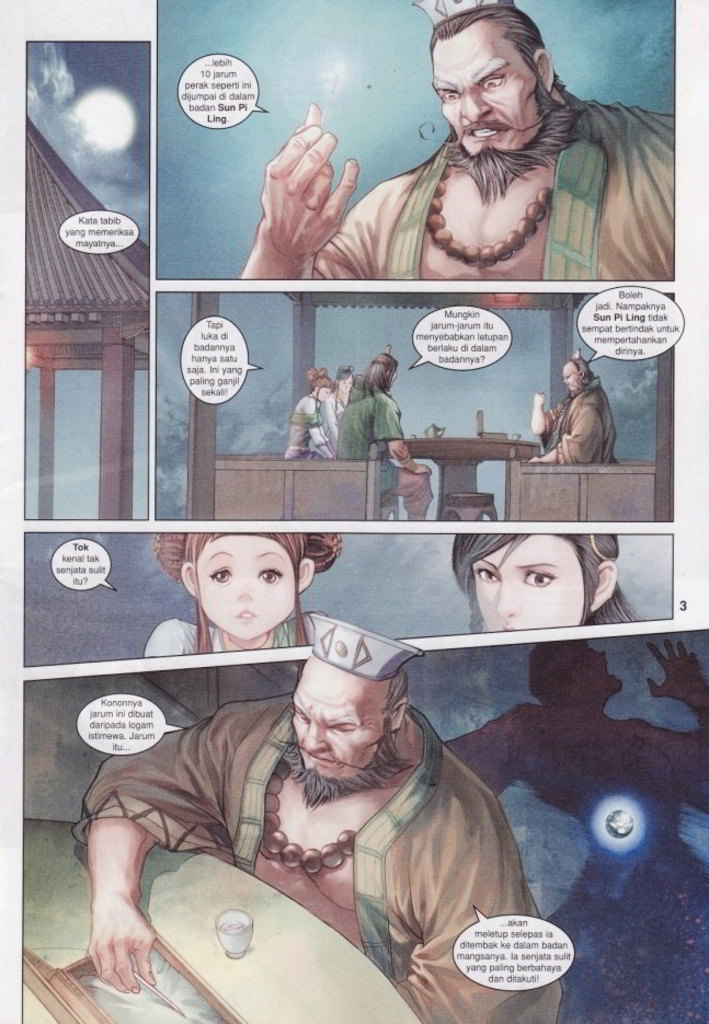 Kata tabib
yang memeriksa
mayatnya...
...lebih
10 jarum
perak seperti ini
dijumpai di dalam
badan Sun Pi
Ling.
Tapi
luka di
badannya
hanya satu
saja. Ini yang
paling ganjil
sekali!
Mungkin
jarum-jarum itu
menyebabkan letupan
berlaku di dalam
badannya?
Boleh
jadi. Nampaknya
Sun Pi Ling tidak
sempat bertindak untuk
mempertahankan
dirinya.
Tok
kenal tak
senjata sulit
itu?
3
Kononnya
jarum ini dibuat
daripada logam
istimewa. Jarum
itu...
...akan
meletup selepas ia
ditembak ke dalam badan
mangsanya. Ia senjata sulit
yang paling berbahaya
dan ditakuti!